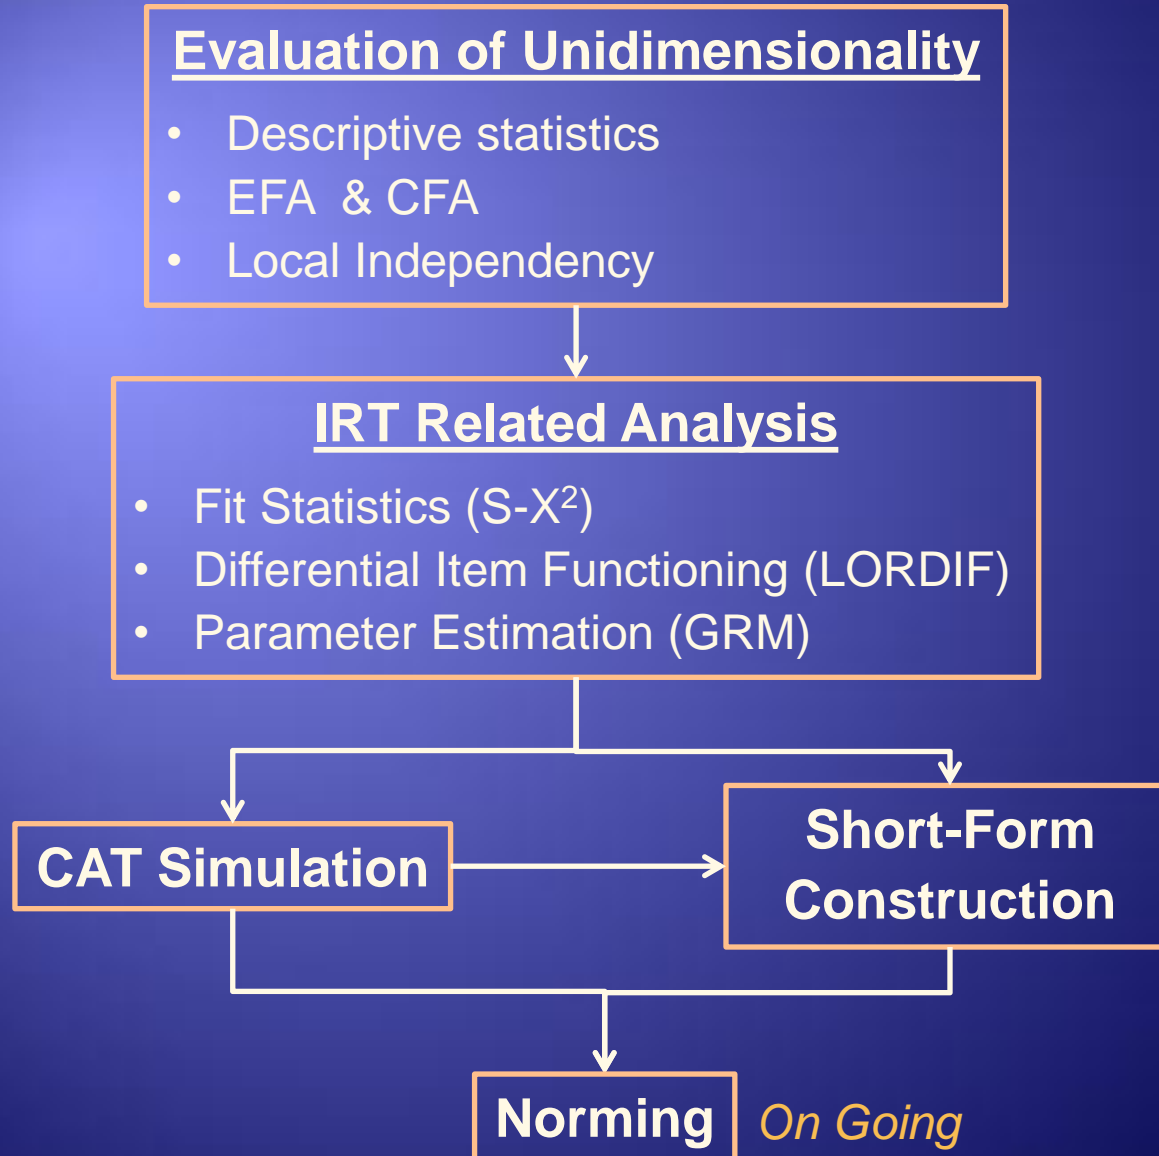 Evaluation of Unidimensionality
• Descriptive statistics
• EFA & CFA
• Local Independency
IRT Related Analysis
• Fit Statistics (S-X²)
• Differential Item Functioning (LORDIF)
• Parameter Estimation (GRM)
CAT Simulation
Short-Form
Construction
Norming
On Going